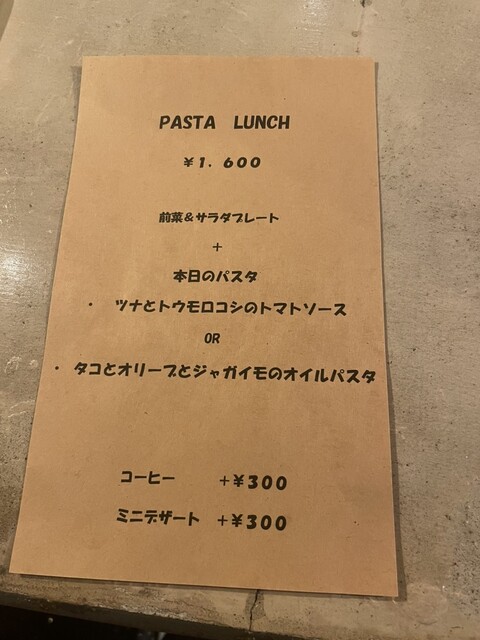 PASTA LUNCH
￥1，600
前菜＆サラダプレート
＋
本日のパスタ
・ ツナとトウモロコシのトマトソース
OR
・ タコとオリーブとジャガイモのオイルパスタ
コーヒー ＋￥300
ミニデザート ＋￥300